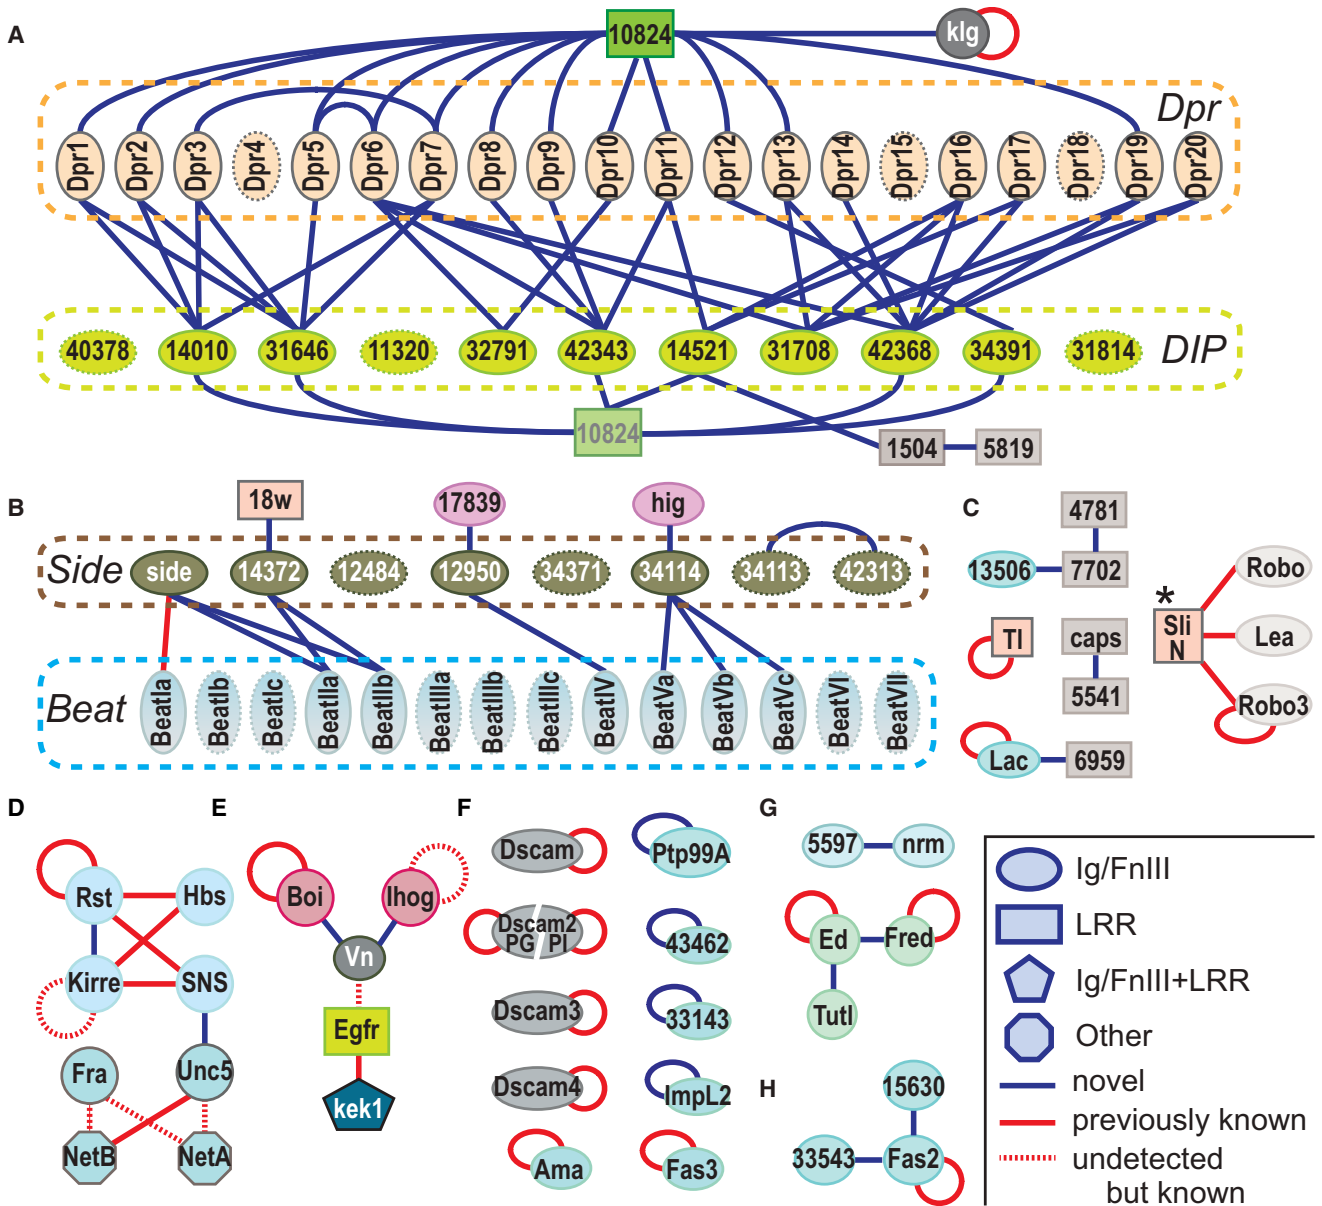 A
10824
klg
Dpr
Dpr1
Dpr2
Dpr3
Dpr4
Dpr5
Dpr6
Dpr7
Dpr8
Dpr9
Dpr10
Dpr11
Dpr12
Dpr13
Dpr14
Dpr15
Dpr16
Dpr17
Dpr18
Dpr19
Dpr20
40378
14010
31646
11320
32791
42343
14521
31708
42368
34391
31814
DIP
10824
1504
5819
B
18w
17839
hig
Side
side
14372
12484
12950
34371
34114
34113
42313
Beat
BeatIa
BeatIb
BeatIc
BeatIIa
BeatIIb
BeatIIIa
BeatIIIb
BeatIIIc
BeatIV
BeatVa
BeatVb
BeatVc
BeatVI
BeatVII
C
4781
13506
7702
Tl
caps
5541
Lac
6959
*
Sli
N
Robo
Lea
Robo3
D
Rst
Hbs
Kirre
SNS
Fra
Unc5
NetB
NetA
E
Boi
Ihog
Vn
Egfr
kek1
F
Dscam
Ptp99A
Dscam2
PG PI
43462
Dscam3
33143
Dscam4
ImpL2
Ama
Fas3
G
5597
nrm
Ed
Fred
Tutl
H
15630
33543
Fas2
Ig/FnIII
LRR
Ig/FnIII+LRR
Other
novel
previously known
undetected
but known